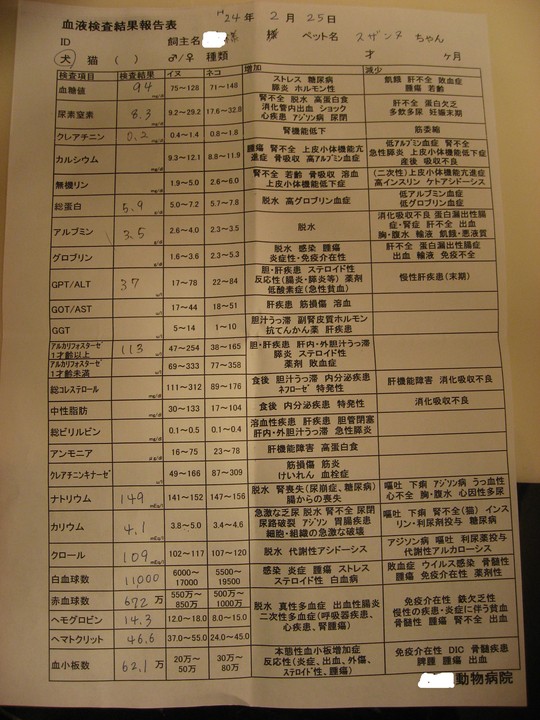 血液検査結果報告表 '24年 2月 25日
ID 飼主名 様 ペット名 スザンヌ ちゃん
犬 猫 ( ) ♂/♀ 種類 才 ヶ月
検査項目 検査結果 イヌ ネコ 増加 減少
血糖値 94 mg/dl 75~128 71~148 ストレス 糖尿病 膵炎 ホルモン性 飢餓 肝不全 敗血症 腫瘍 若齢
尿素窒素 8.3 mg/dl 9.2~29.2 17.6~32.8 腎不全 脱水 高蛋白食 消化管内出血 ショック 心疾患 アジソン病 尿閉 肝不全 蛋白欠乏 多飲多尿 妊娠末期
クレアチニン 0.2 mg/dl 0.4~1.4 0.8~1.8 腎機能低下 筋萎縮
カルシウム mg/dl 9.3~12.1 8.8~11.9 腫瘍 腎不全 上皮小体機能亢進症 骨吸収 高アルブミン血症 低アルブミン血症 腎不全 急性膵炎 上皮小体機能低下症 産後 吸収不良
無機リン mg/dl 1.9~5.0 2.6~6.0 腎不全 若齢 骨吸収 溶血 上皮小体機能低下症 (二次性)上皮小体機能亢進症 高インスリン ケトアシドーシス
総蛋白 5.9 g/dl 5.0~7.2 5.7~7.8 脱水 高グロブリン血症 低アルブミン血症 低グロブリン血症
アルブミン 3.5 g/dl 2.6~4.0 2.3~3.5 脱水 消化吸収不良 蛋白漏出性腸症・腎症 肝不全 出血 胸・腹水 輸液 飢餓・悪液質
グロブリン g/dl 1.6~3.6 2.3~5.3 脱水 感染 腫瘍 炎症性・免疫介在性 肝不全 蛋白漏出性腸症 出血 輸液 免疫不全
GPT/ALT 37 17~78 22~84 胆・肝疾患 ステロイド性 反応性(腸炎・膵炎等) 薬剤 低酸素症(急性貧血) 慢性肝疾患(末期)
GOT/AST 17~44 18~51 肝疾患 筋損傷 溶血
GGT 5~14 1~10 胆汁うっ滞 副腎皮質ホルモン 抗てんかん薬 肝疾患
アルカリフォスターゼ 1才齢以上 113 47~254 38~165 胆・肝疾患 肝内・外胆汁うっ滞 膵炎 ステロイド性 薬剤 敗血症
アルカリフォスターゼ 1才齢未満 69~333 77~358
総コレステロール mg/dl 111~312 89~176 食後 胆汁うっ滞 内分泌疾患 ネフローゼ 特発性 肝機能障害 消化吸収不良
中性脂肪 mg/dl 30~133 17~104 食後 内分泌疾患 特発性 消化吸収不良
総ビリルビン mg/dl 0.1~0.5 0.1~0.4 溶血性疾患 肝疾患 胆管閉塞 肝内・外胆汁うっ滞 急性膵炎
アンモニア 16~75 23~78 肝機能障害 高蛋白食
クレアチニンキナーゼ 49~166 87~309 筋損傷 筋炎 けいれん 血栓症
ナトリウム 149 mEq/l 141~152 147~156 脱水 腎喪失(尿崩症、糖尿病) 腸からの喪失 嘔吐 下痢 アジソン病 うっ血性心不全 胸・腹水 心因性多尿
カリウム 4.1 mEq/l 3.8~5.0 3.4~4.6 急激な乏尿 脱水 腎不全 尿閉 尿路破裂 アジソン 胃腸疾患 細胞・組織の急激な破壊 嘔吐 下痢 腎不全(猫) インスリン・利尿剤投与 糖尿病
クロール 109 mEq/l 102~117 107~120 脱水 代謝性アシドーシス アジソン病 嘔吐 利尿薬投与 代謝性アルカローシス
白血球数 11,000 6000~17000 5500~19500 感染 炎症 腫瘍 ストレス ステロイド性 白血病 敗血症 ウイルス感染 骨髄性 腫瘍 免疫介在性 薬剤性
赤血球数 672 万 550万~850万 500万~1000万 脱水 真性多血症 出血性腸炎 二次性多血症(呼吸器疾患、心疾患、腎腫瘍) 免疫介在性 鉄欠乏性 慢性の疾患・炎症に伴う貧血 骨髄性 腫瘍 腎不全 出血
ヘモグロビン 14.3 12.0~18.0 8.0~15.0
ヘマトクリット 46.6 37.0~55.0 24.0~45.0
血小板数 62.1 万 20万~50万 30万~80万 本態性血小板増加症 反応性(炎症、出血、外傷、ステロイド性、腫瘍) 免疫介在性 DIC 骨髄疾患 脾腫 腫瘍 出血
動物病院